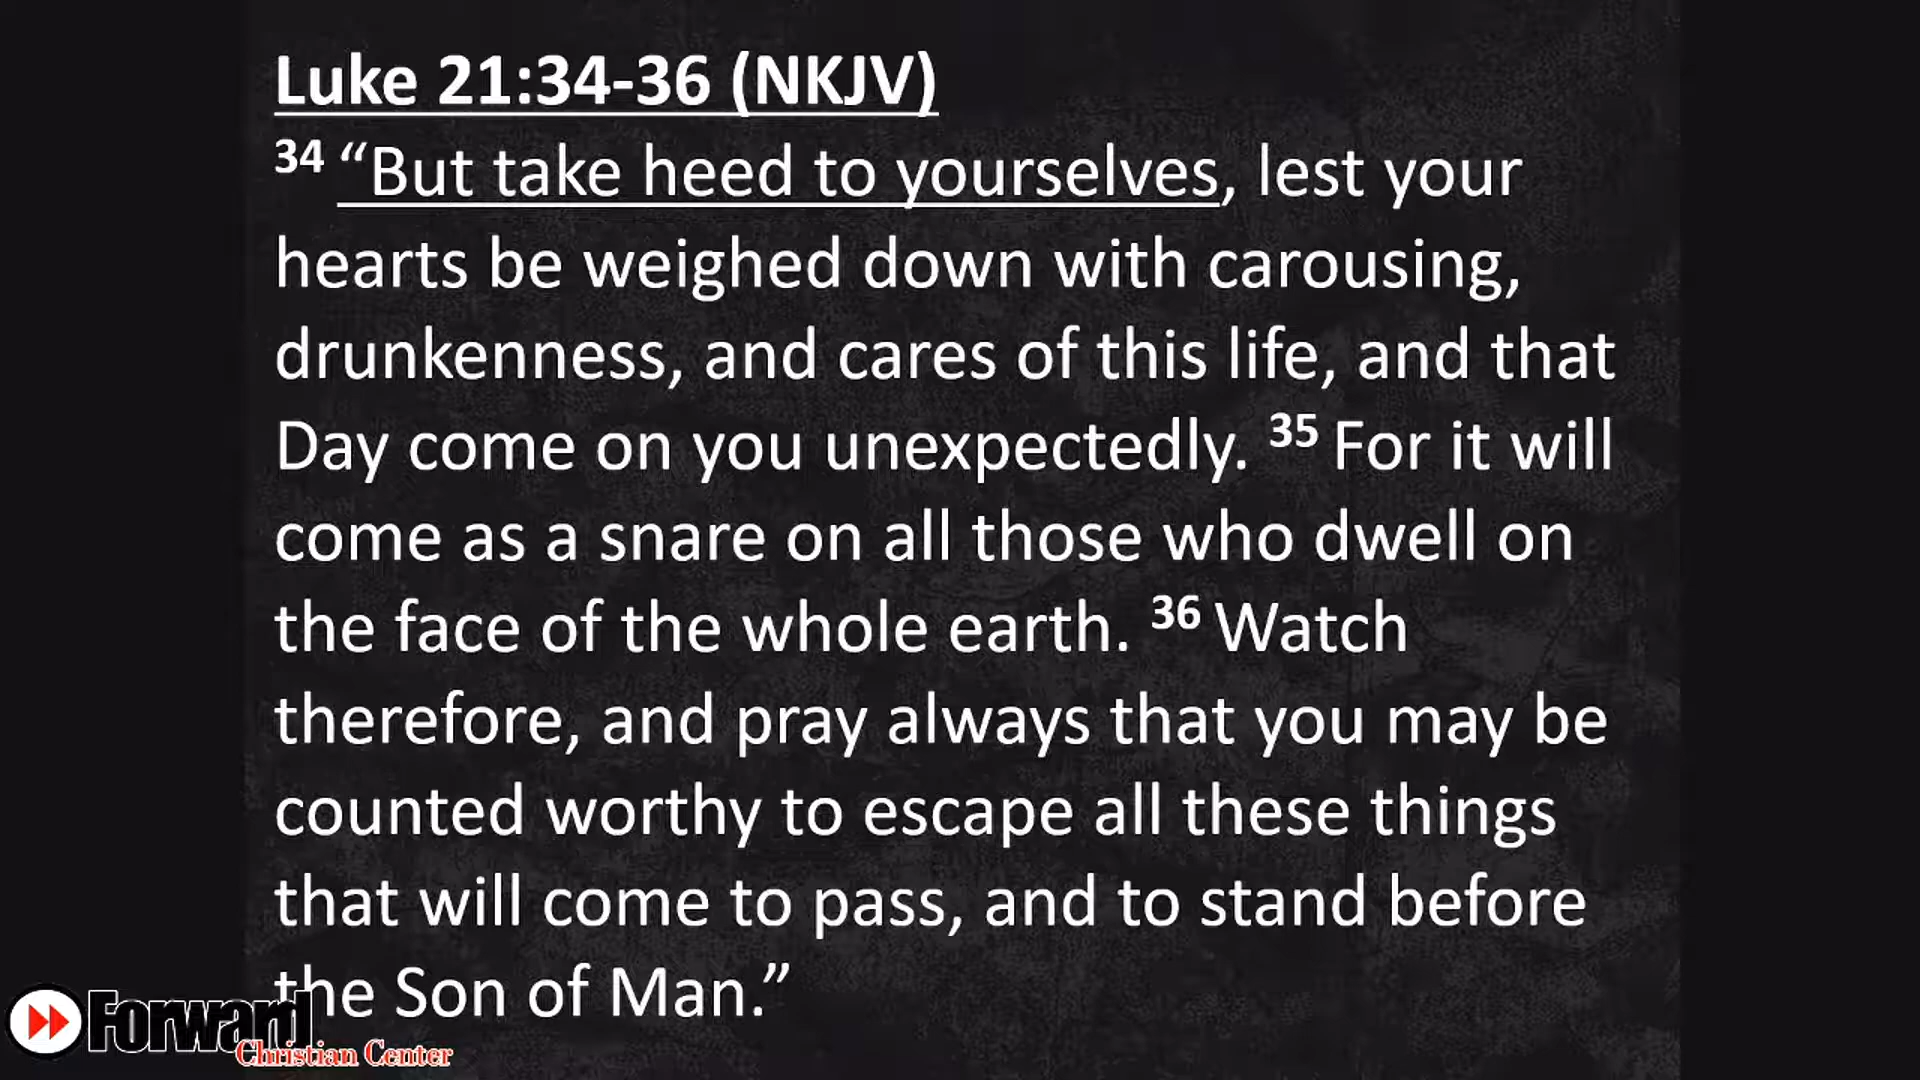 Luke 21:34-36 (NKJV)
34 “But take heed to yourselves, lest your
hearts be weighed down with carousing,
drunkenness, and cares of this life, and that
Day come on you unexpectedly. 35 For it will
come as a snare on all those who dwell on
the face of the whole earth. 36 Watch
therefore, and pray always that you may be
counted worthy to escape all these things
that will come to pass, and to stand before
the Son of Man.”
Forward
Christian Center